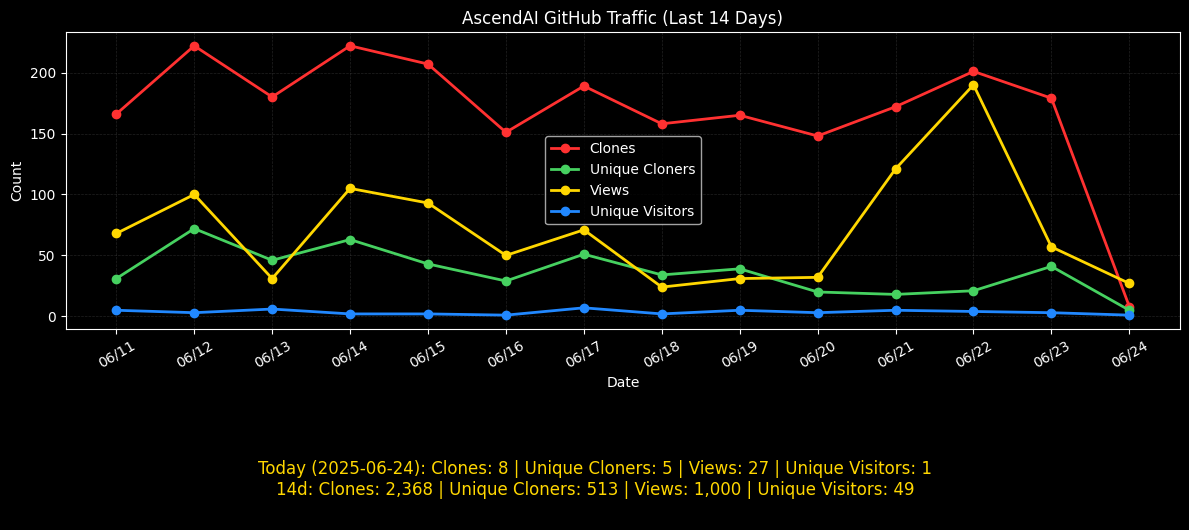 AscendAI GitHub Traffic (Last 14 Days)
200
150
100
50
0
Count
Clones
Unique Cloners
Views
Unique Visitors
06/11
06/12
06/13
06/14
06/15
06/16
06/17
06/18
06/19
06/20
06/21
06/22
06/23
06/24
Date
Today (2025-06-24): Clones: 8 | Unique Cloners: 5 | Views: 27 | Unique Visitors: 1
14d: Clones: 2,368 | Unique Cloners: 513 | Views: 1,000 | Unique Visitors: 49